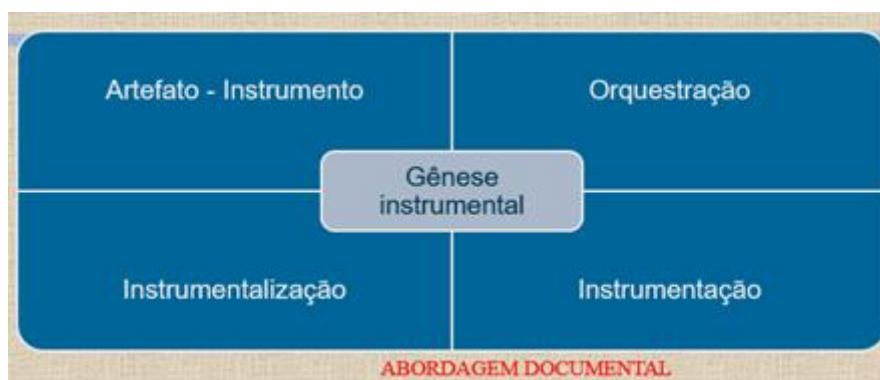 Artefato - Instrumento
Orquestração
Gênese
instrumental
Instrumentalização
Instrumentação
ABORDAGEM DOCUMENTAL